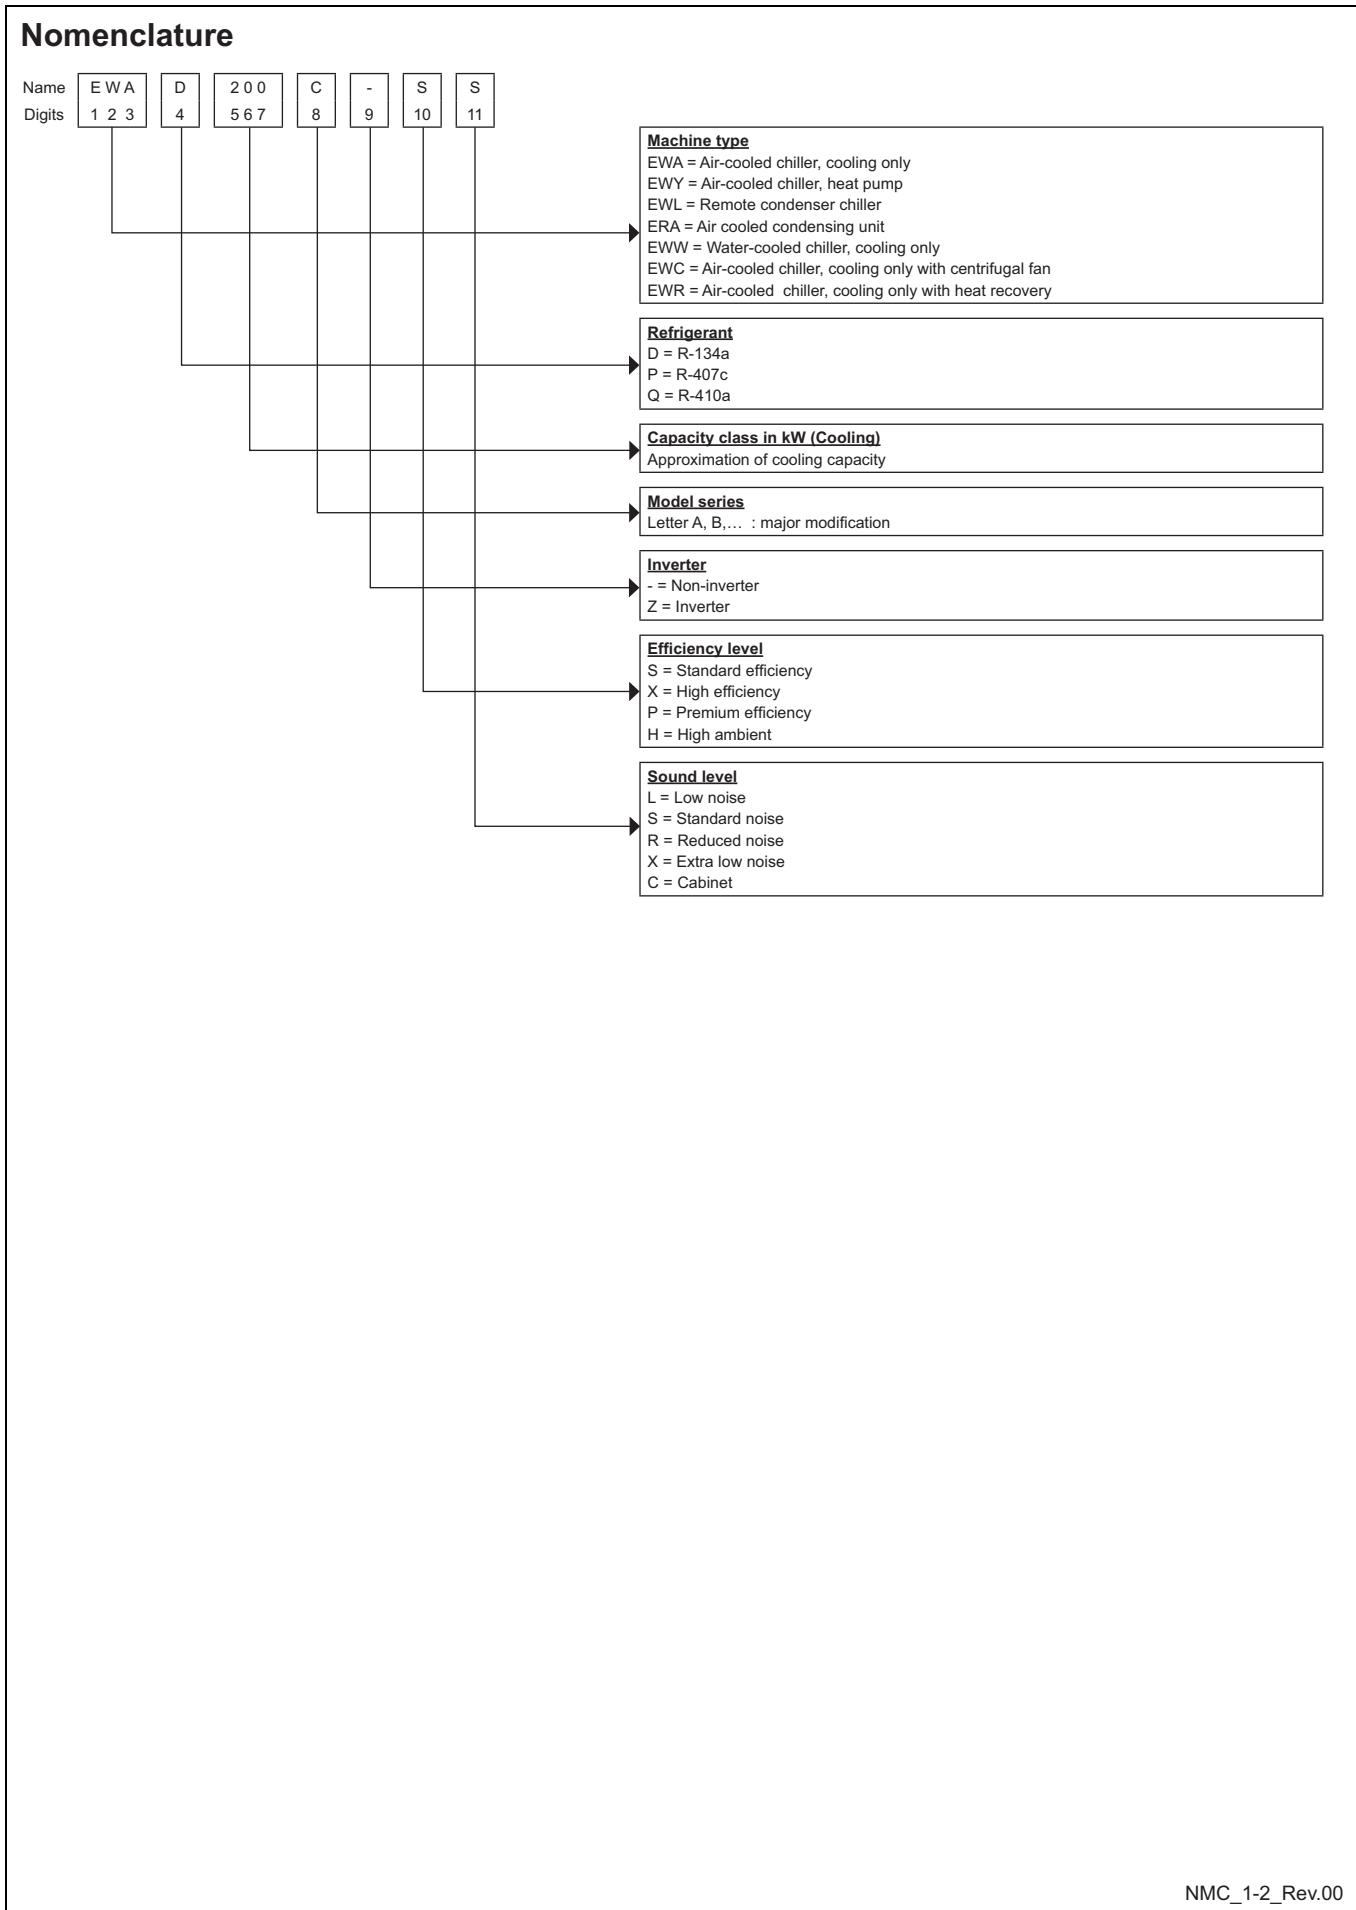 Nomenclature
Name E W A D 2 0 0 C - S S
Digits 1 2 3 4 5 6 7 8 9 10 11
Machine type
EWA = Air-cooled chiller, cooling only
EWY = Air-cooled chiller, heat pump
EWL = Remote condenser chiller
ERA = Air cooled condensing unit
EWW = Water-cooled chiller, cooling only
EWC = Air-cooled chiller, cooling only with centrifugal fan
EWR = Air-cooled  chiller, cooling only with heat recovery
Refrigerant
D = R-134a
P = R-407c
Q = R-410a
Capacity class in kW (Cooling)
Approximation of cooling capacity
Model series
Letter A, B,…  : major modification
Inverter
- = Non-inverter
Z = Inverter
Efficiency level
S = Standard efficiency
X = High efficiency
P = Premium efficiency
H = High ambient
Sound level
L = Low noise
S = Standard noise
R = Reduced noise
X = Extra low noise
C = Cabinet
NMC_1-2_Rev.00